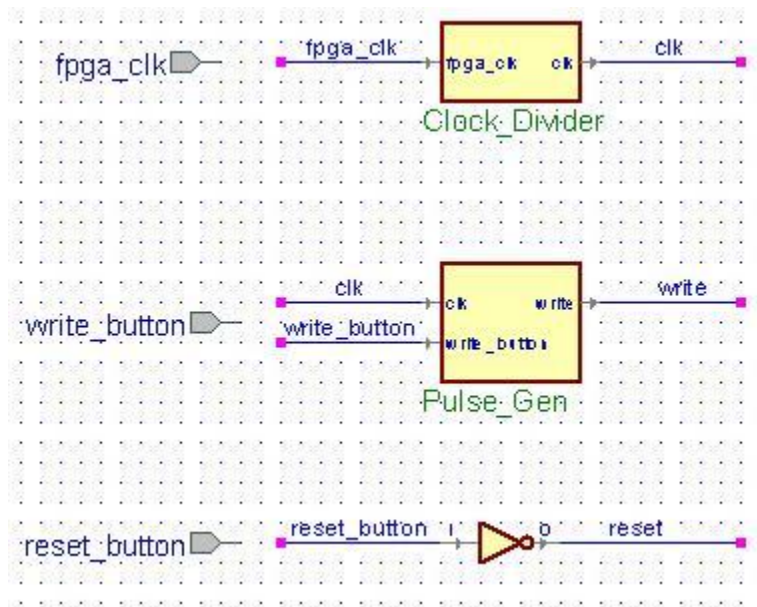 fpga_clk fpga_clk fpga_clk clk clk
Clock_Divider
clk clk write write
write_button write_button write_button
Pulse_Gen
reset_button reset_button I O reset